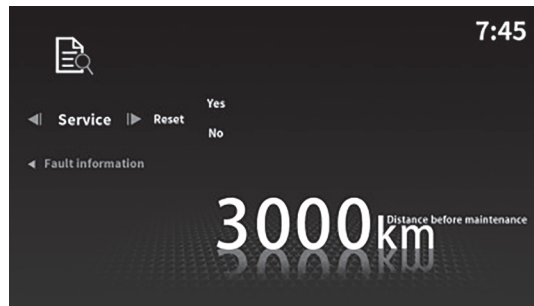 7:45
Yes
Service Reset
No
Fault information
3000km Distance before maintenance